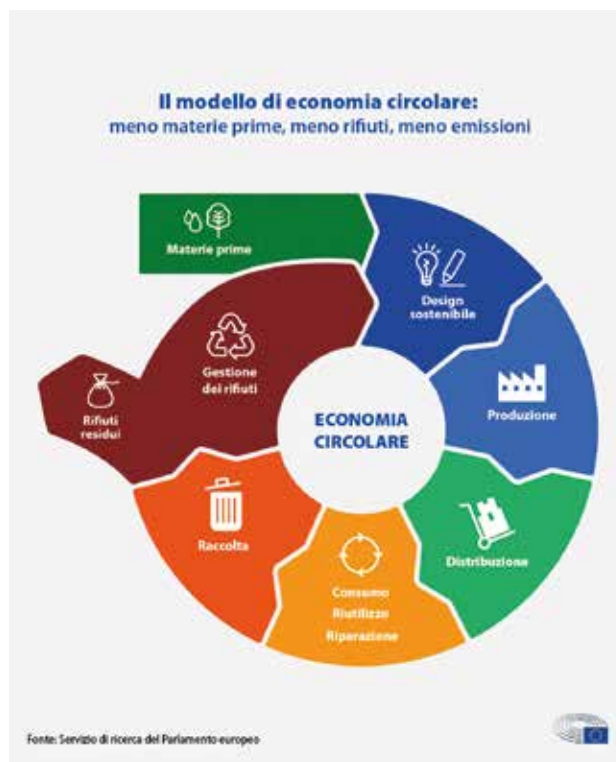 Il modello di economia circolare:
meno materie prime, meno rifiuti, meno emissioni
Materie prime
Design
sostenibile
Gestione
dei rifiuti
Produzione
Rifiuti
residui
ECONOMIA
CIRCOLARE
Raccolta
Distribuzione
Consumo
Riutilizzo
Riparazione
Fonte: Servizio di ricerca del Parlamento europeo